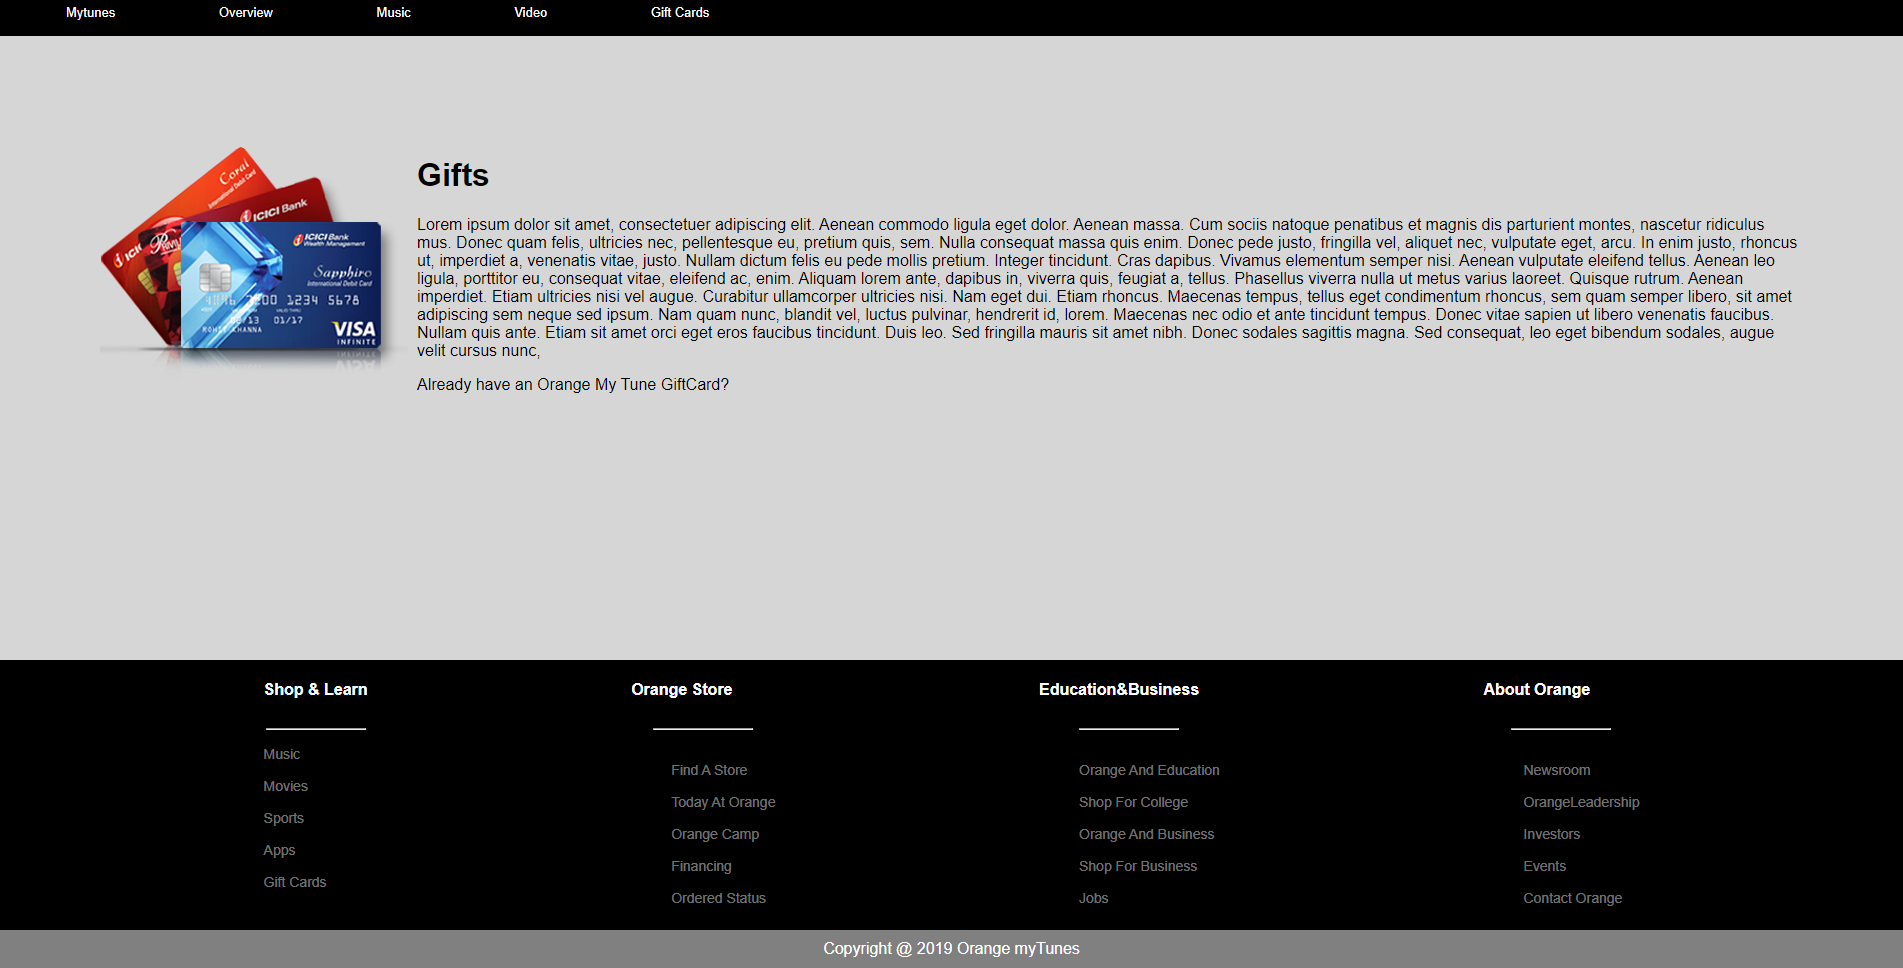 Mytunes Overview Music Video Gift Cards
Coral
International Debit Card
ICICI Bank
ICICI Bank
Wealth Management
Sapphiro
International Debit Card
1234 5678
VALID THRU
01/17
VISA
INFINITE
Gifts
Lorem ipsum dolor sit amet, consectetuer adipiscing elit. Aenean commodo ligula eget dolor. Aenean massa. Cum sociis natoque penatibus et magnis dis parturient montes, nascetur ridiculus
mus. Donec quam felis, ultricies nec, pellentesque eu, pretium quis, sem. Nulla consequat massa quis enim. Donec pede justo, fringilla vel, aliquet nec, vulputate eget, arcu. In enim justo, rhoncus
ut, imperdiet a, venenatis vitae, justo. Nullam dictum felis eu pede mollis pretium. Integer tincidunt. Cras dapibus. Vivamus elementum semper nisi. Aenean vulputate eleifend tellus. Aenean leo
ligula, porttitor eu, consequat vitae, eleifend ac, enim. Aliquam lorem ante, dapibus in, viverra quis, feugiat a, tellus. Phasellus viverra nulla ut metus varius laoreet. Quisque rutrum. Aenean
imperdiet. Etiam ultricies nisi vel augue. Curabitur ullamcorper ultricies nisi. Nam eget dui. Etiam rhoncus. Maecenas tempus, tellus eget condimentum rhoncus, sem quam semper libero, sit amet
adipiscing sem neque sed ipsum. Nam quam nunc, blandit vel, luctus pulvinar, hendrerit id, lorem. Maecenas nec odio et ante tincidunt tempus. Donec vitae sapien ut libero venenatis faucibus.
Nullam quis ante. Etiam sit amet orci eget eros faucibus tincidunt. Duis leo. Sed fringilla mauris sit amet nibh. Donec sodales sagittis magna. Sed consequat, leo eget bibendum sodales, augue
velit cursus nunc,
Already have an Orange My Tune GiftCard?
Shop & Learn
Music
Movies
Sports
Apps
Gift Cards
Orange Store
Find A Store
Today At Orange
Orange Camp
Financing
Ordered Status
Education&Business
Orange And Education
Shop For College
Orange And Business
Shop For Business
Jobs
About Orange
Newsroom
OrangeLeadership
Investors
Events
Contact Orange
Copyright @ 2019 Orange myTunes